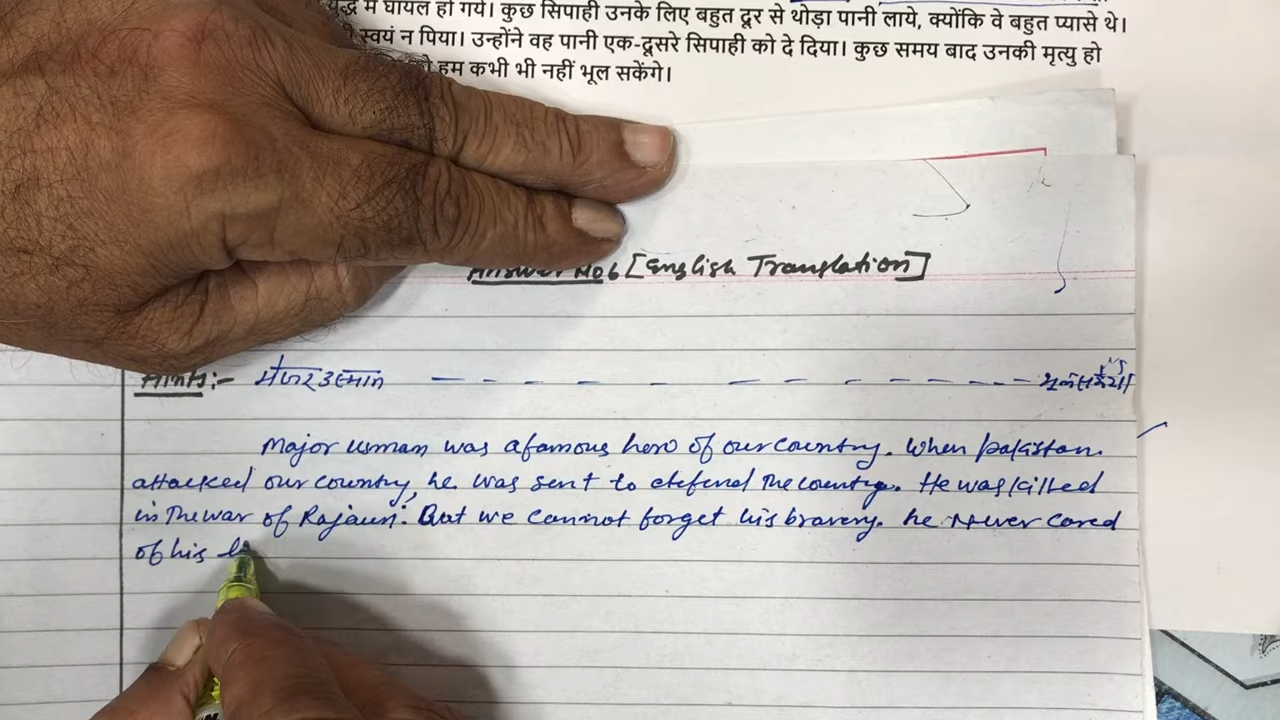 युद्ध में घायल हो गये। कुछ सिपाही उनके लिए बहुत दूर से थोड़ा पानी लाये, क्योंकि वे बहुत प्यासे थे।
स्वयं न पिया। उन्होंने वह पानी एक-दूसरे सिपाही को दे दिया। कुछ समय बाद उनकी मृत्यु हो
हम कभी भी नहीं भूल सकेंगे।
Answer No 6 [English Translation]
Hints:- मेजर उस्मान - - - - - - - - - - -
Major usman was a famous hero of our country. When pakistan
attacked our country, he was sent to defend the country. He was killed
in the war of Rajauri. But we cannot forget his bravery. he never cared
of his